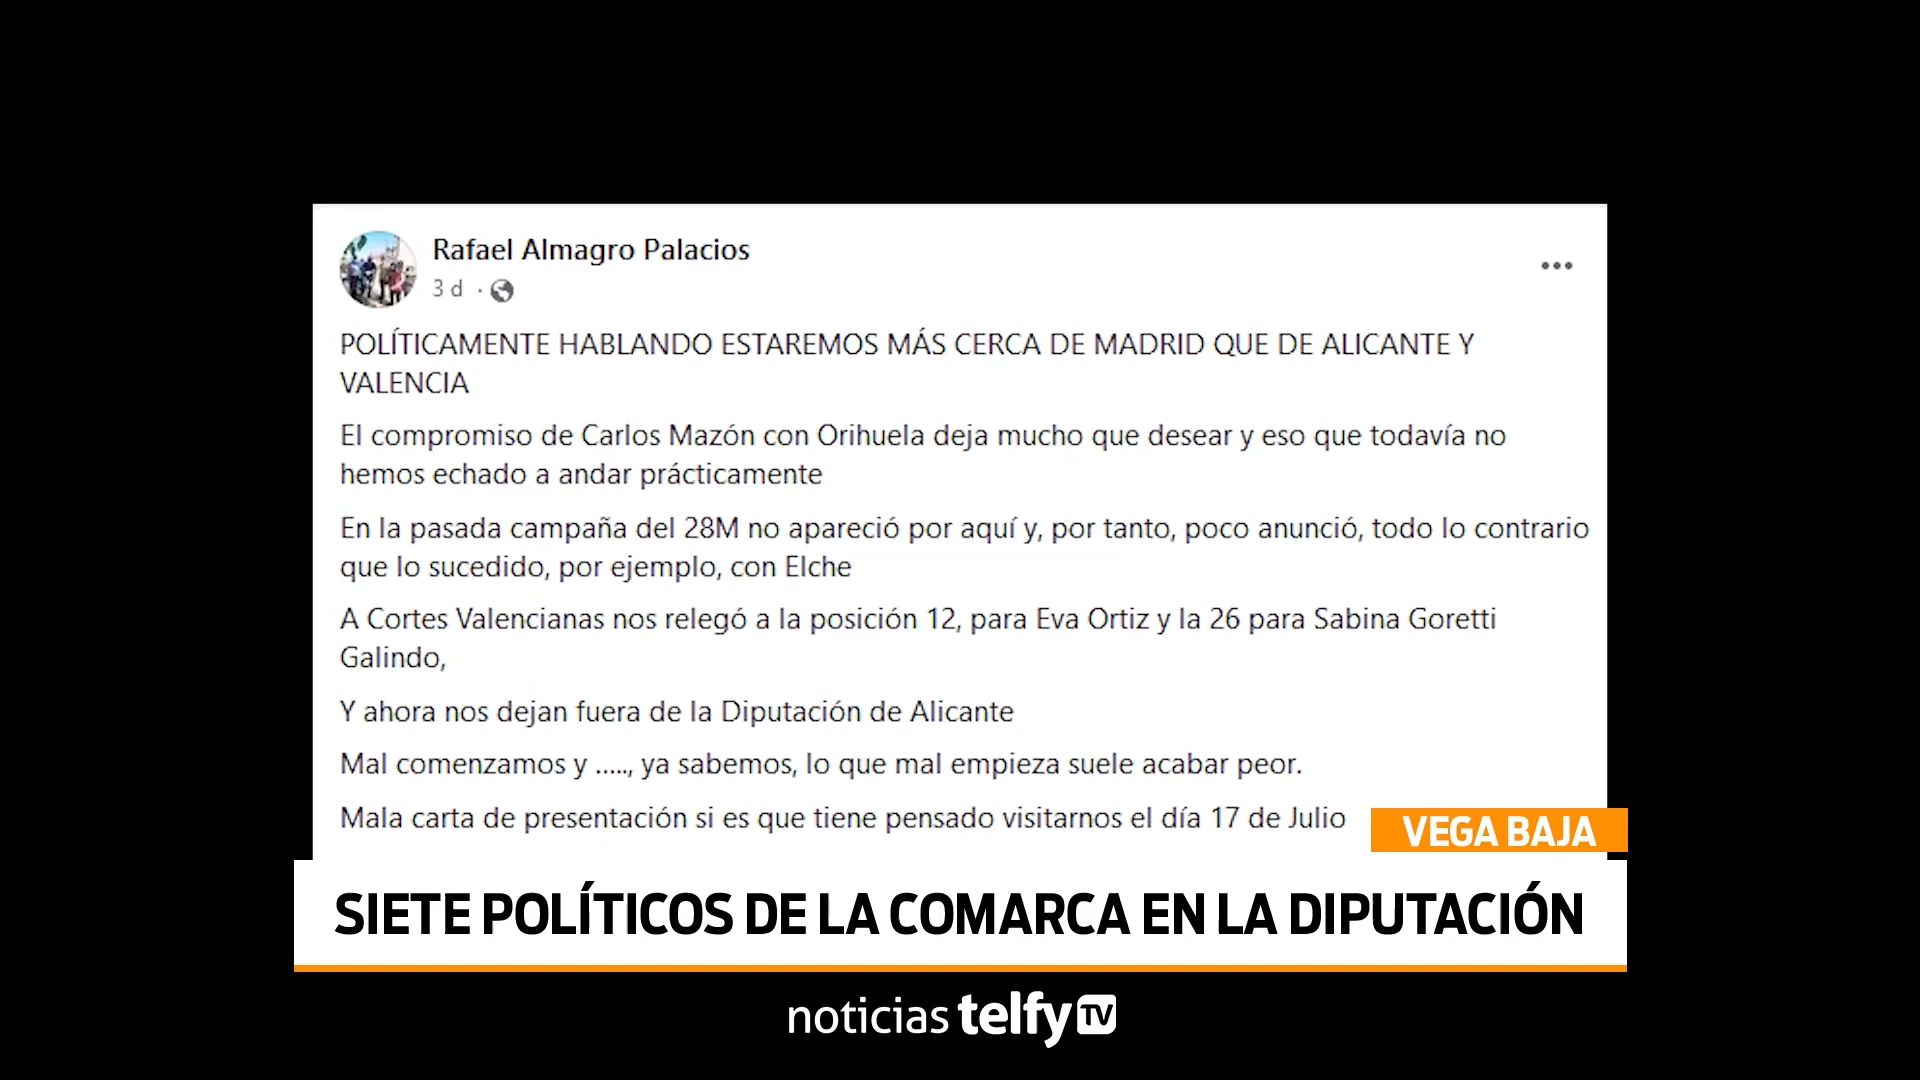 Rafael Almagro Palacios
3 d ·
POLÍTICAMENTE HABLANDO ESTAREMOS MÁS CERCA DE MADRID QUE DE ALICANTE Y
VALENCIA
El compromiso de Carlos Mazón con Orihuela deja mucho que desear y eso que todavía no
hemos echado a andar prácticamente
En la pasada campaña del 28M no apareció por aquí y, por tanto, poco anunció, todo lo contrario
que lo sucedido, por ejemplo, con Elche
A Cortes Valencianas nos relegó a la posición 12, para Eva Ortiz y la 26 para Sabina Goretti
Galindo,
Y ahora nos dejan fuera de la Diputación de Alicante
Mal comenzamos y ....., ya sabemos, lo que mal empieza suele acabar peor.
Mala carta de presentación si es que tiene pensado visitarnos el día 17 de Julio
VEGA BAJA
SIETE POLÍTICOS DE LA COMARCA EN LA DIPUTACIÓN
noticias telfy TV